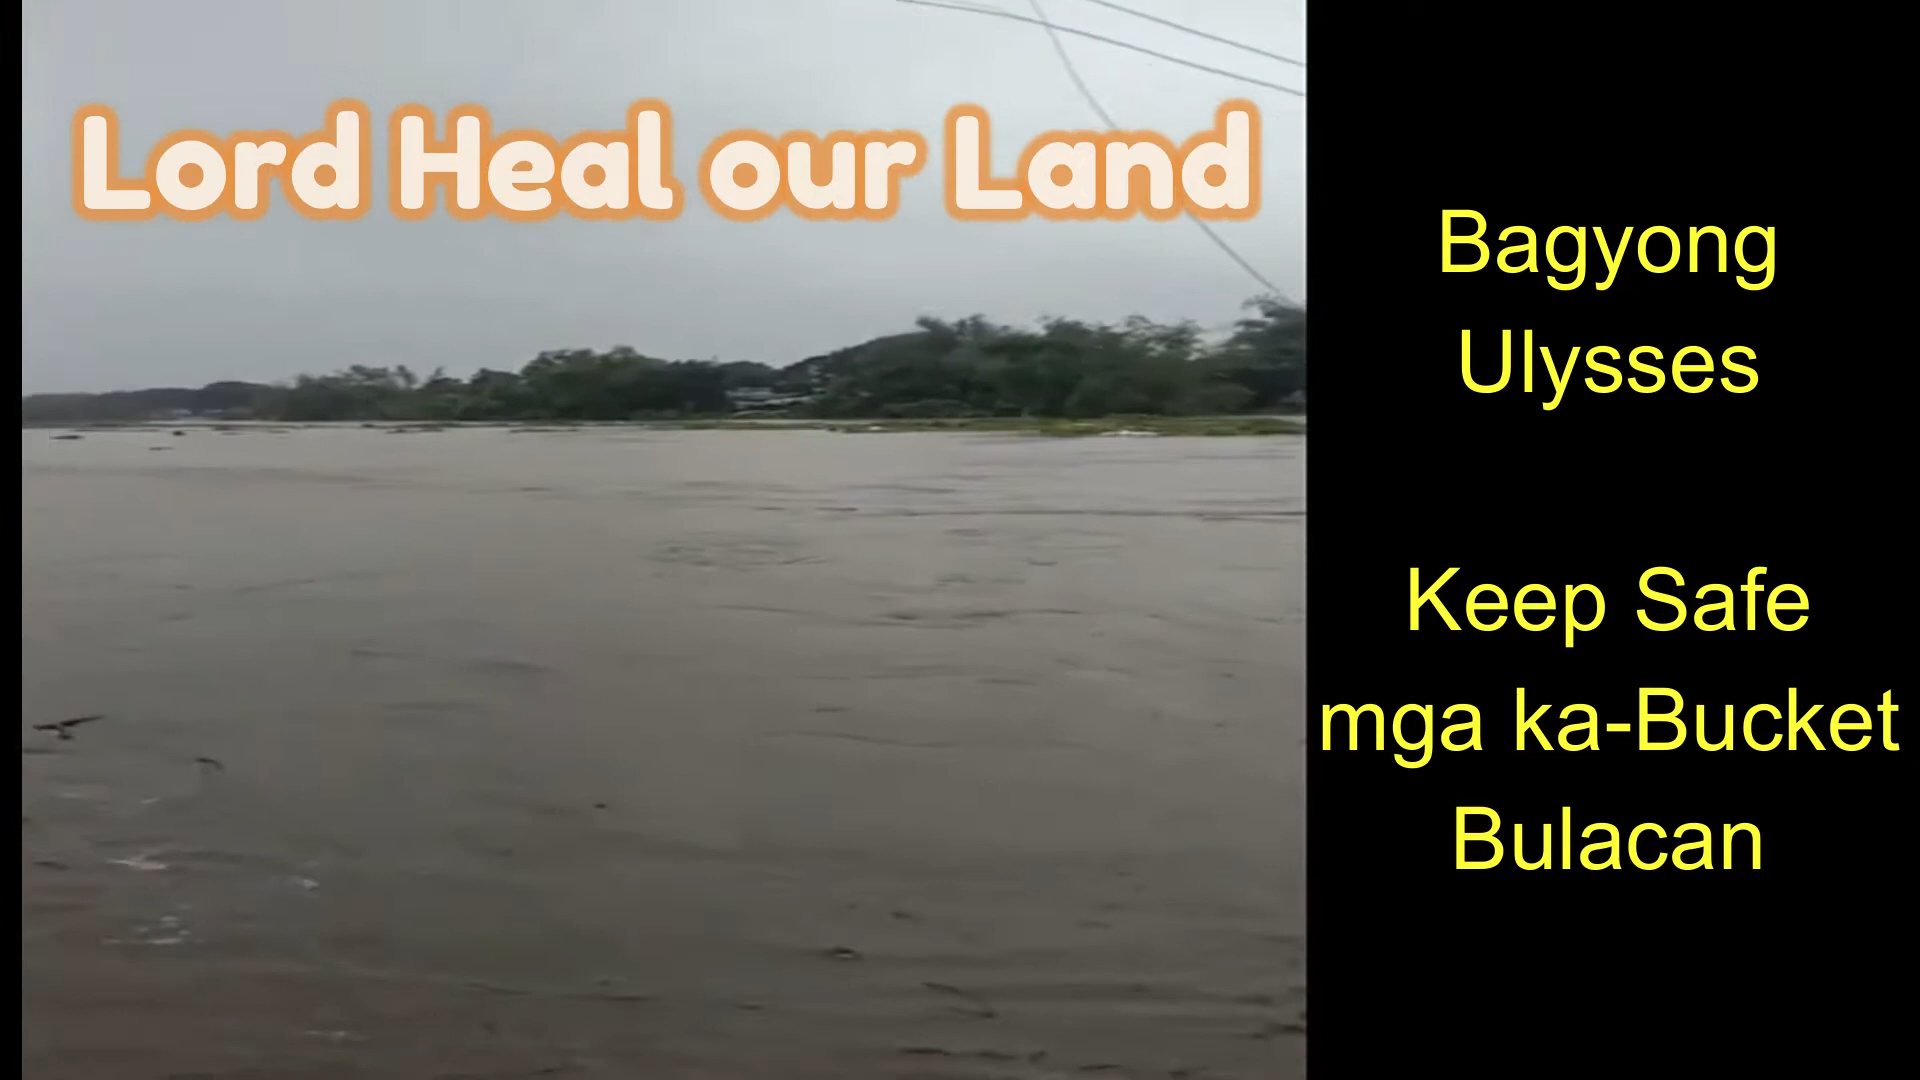 Lord Heal our Land
Bagyong
Ulysses
Keep Safe
mga ka-Bucket
Bulacan